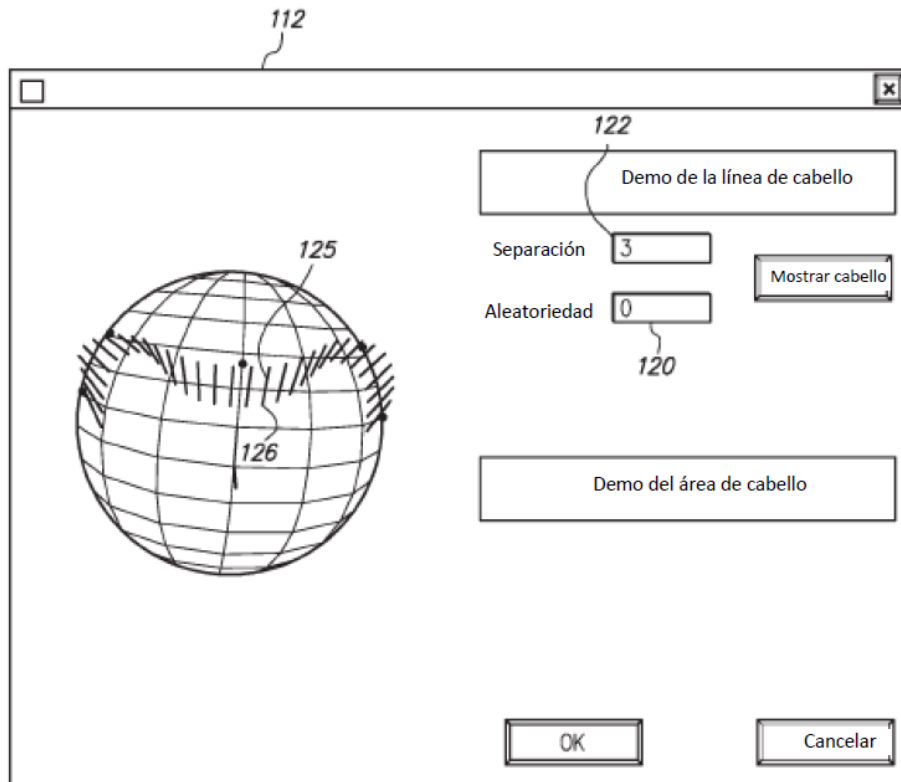 112
122
Demo de la línea de cabello
125
Separación
3
Mostrar cabello
Aleatoriedad
0
120
126
Demo del área de cabello
OK
Cancelar